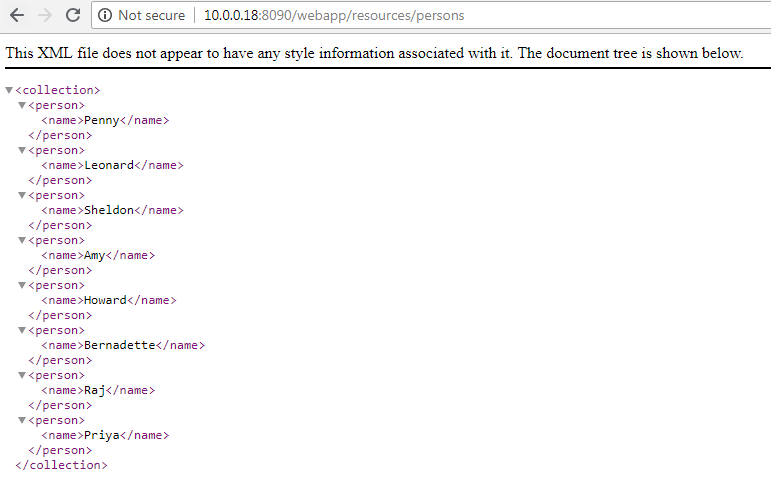 Not secure | 10.0.0.18:8090/webapp/resources/persons
This XML file does not appear to have any style information associated with it. The document tree is shown below.
▼<collection>
▼<person>
<name>Penny</name>
</person>
▼<person>
<name>Leonard</name>
</person>
▼<person>
<name>Sheldon</name>
</person>
▼<person>
<name>Amy</name>
</person>
▼<person>
<name>Howard</name>
</person>
▼<person>
<name>Bernadette</name>
</person>
▼<person>
<name>Raj</name>
</person>
▼<person>
<name>Priya</name>
</person>
</collection>